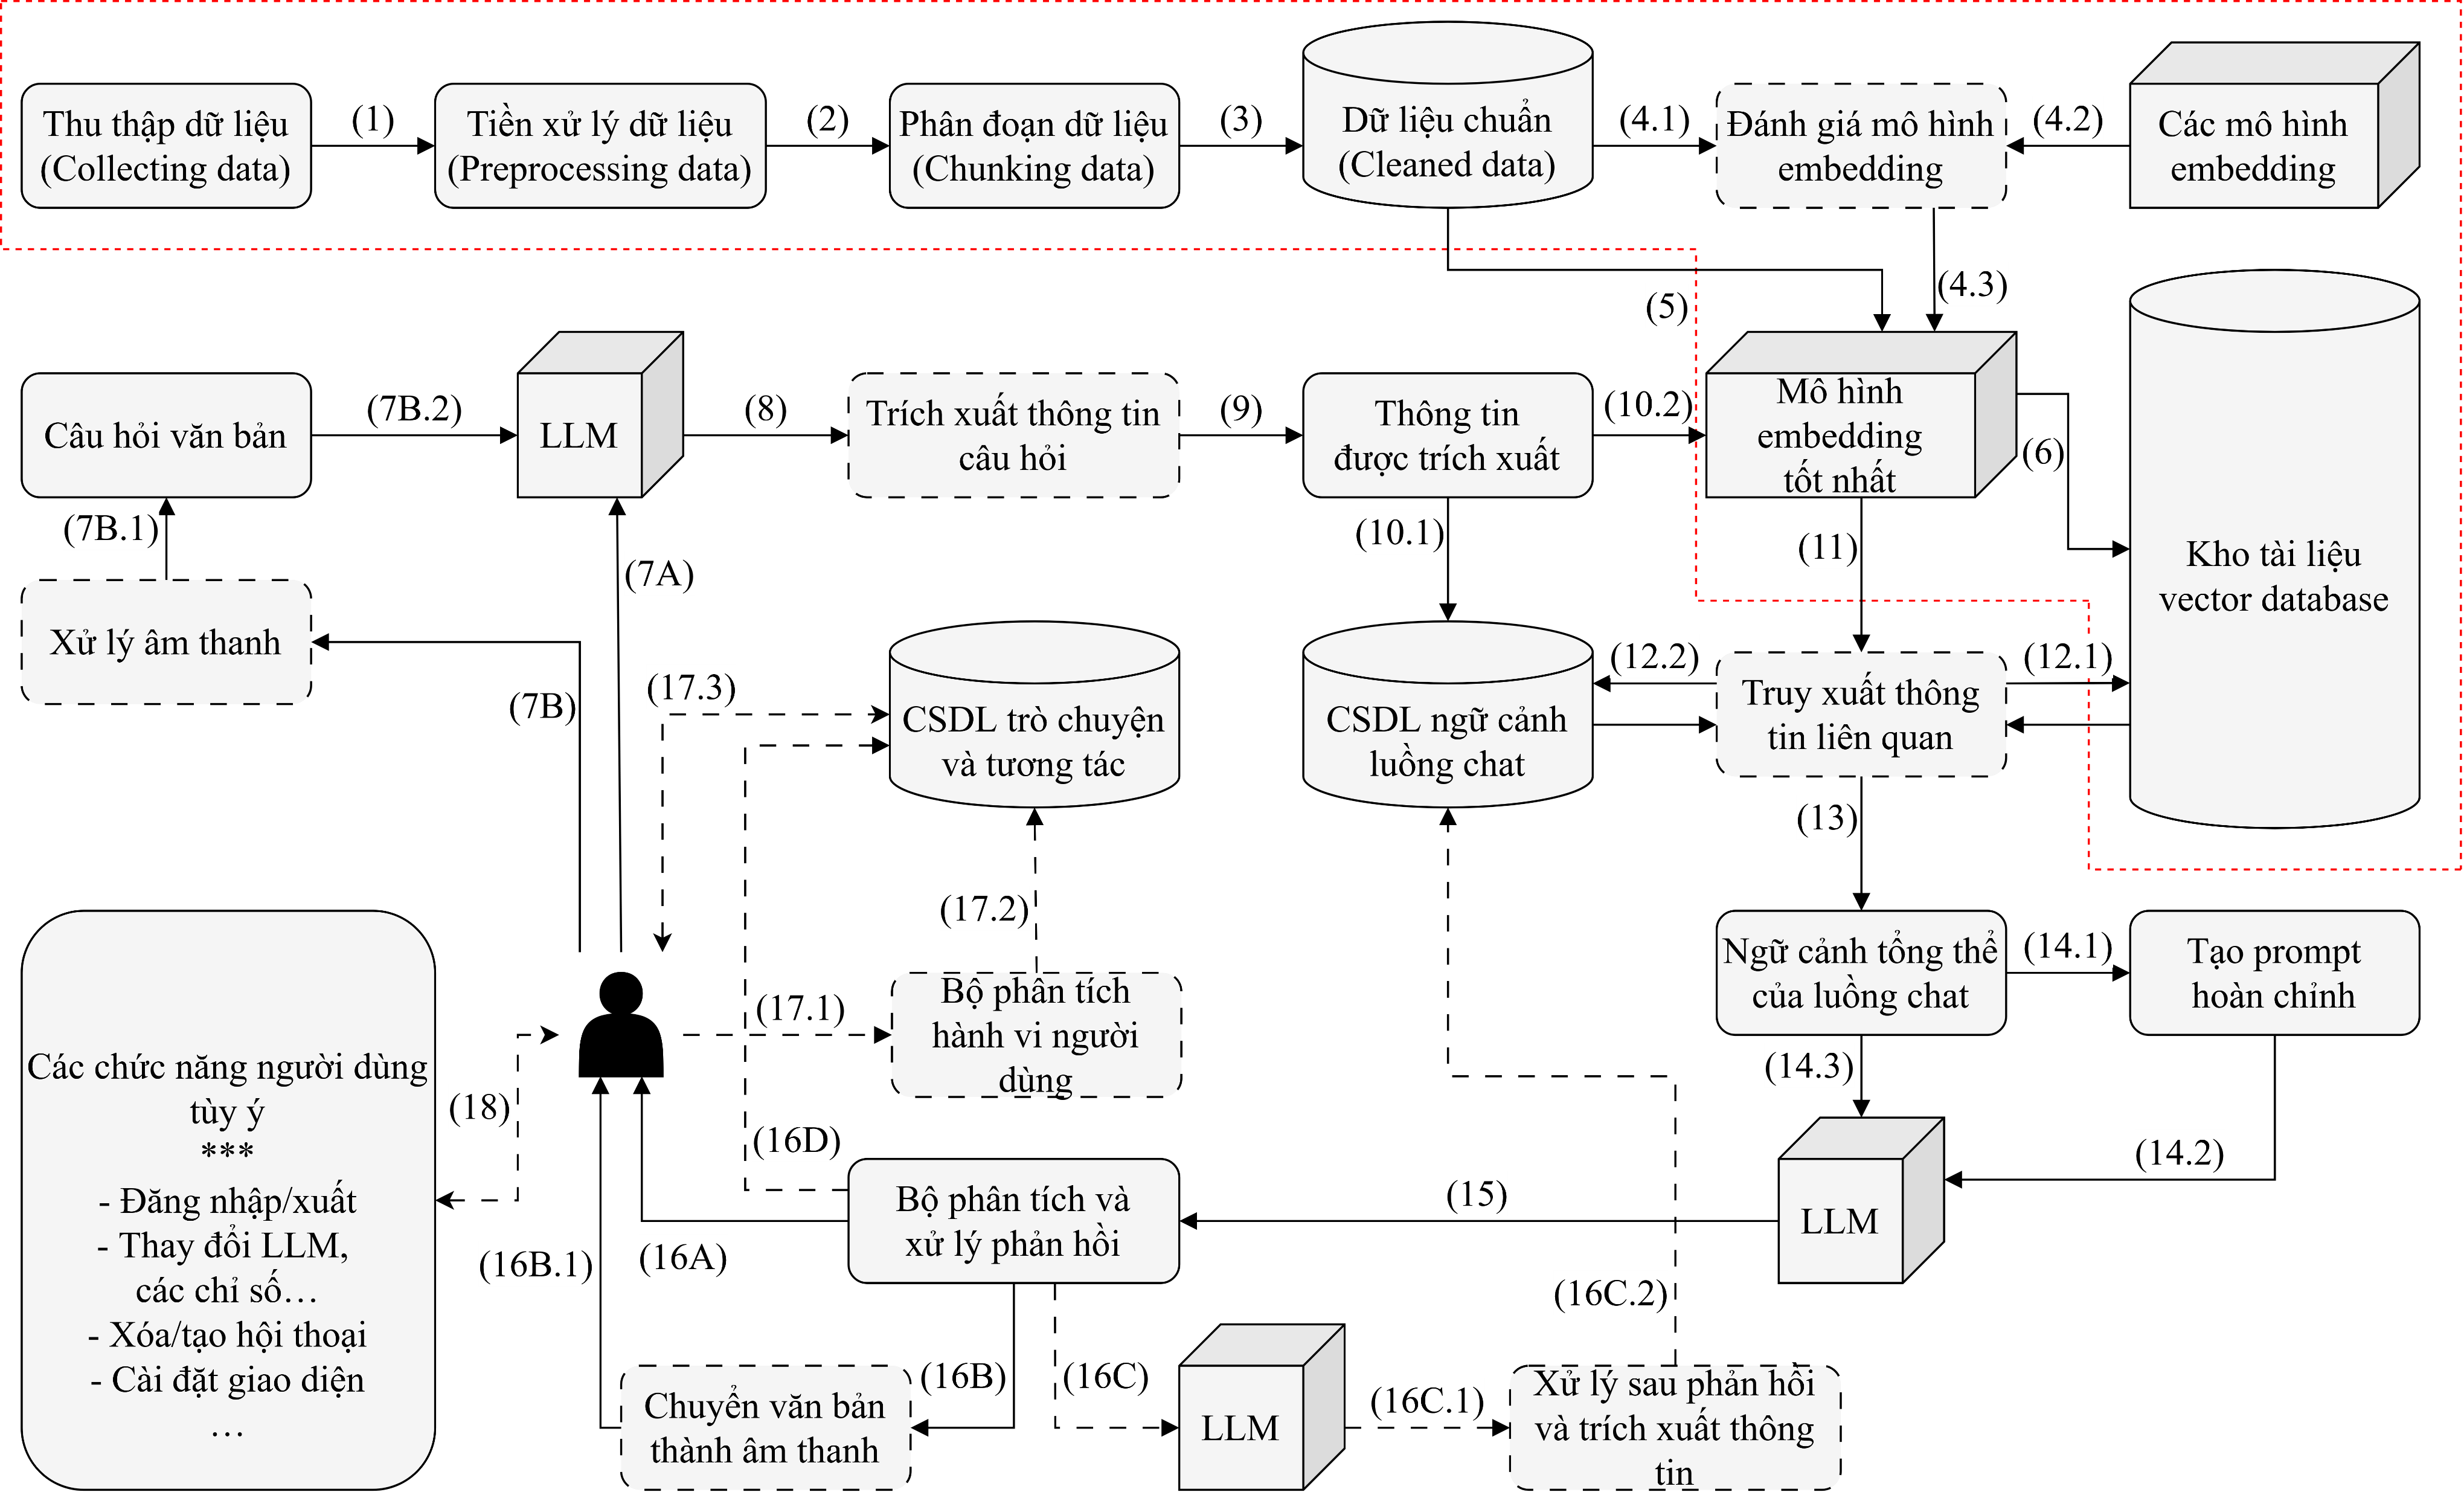 Thu thập dữ liệu
(Collecting data)
(1)
Tiền xử lý dữ liệu
(Preprocessing data)
(2)
Phân đoạn dữ liệu
(Chunking data)
(3)
Dữ liệu chuẩn
(Cleaned data)
(4.1)
Đánh giá mô hình
embedding
(4.2)
Các mô hình
embedding
(5)
(4.3)
Câu hỏi văn bản
(7B.2)
LLM
(8)
Trích xuất thông tin
câu hỏi
(9)
Thông tin
được trích xuất
(10.2)
Mô hình
embedding
tốt nhất
(6)
Kho tài liệu
vector database
(7B.1)
(7A)
(10.1)
(11)
Xử lý âm thanh
(7B)
(17.3)
CSDL trò chuyện
và tương tác
CSDL ngữ cảnh
luồng chat
(12.2)
Truy xuất thông
tin liên quan
(12.1)
(13)
(17.2)
Ngữ cảnh tổng thể
của luồng chat
(14.1)
Tạo prompt
hoàn chỉnh
(17.1)
Bộ phân tích
hành vi người
dùng
(14.3)
(14.2)
Các chức năng người dùng
tùy ý
***
- Đăng nhập/xuất
- Thay đổi LLM,
các chỉ số…
- Xóa/tạo hội thoại
- Cài đặt giao diện
…
(18)
(16D)
Bộ phân tích và
xử lý phản hồi
(15)
LLM
(16B.1)
(16A)
(16C.2)
Chuyển văn bản
thành âm thanh
(16B)
(16C)
LLM
(16C.1)
Xử lý sau phản hồi
và trích xuất thông
tin